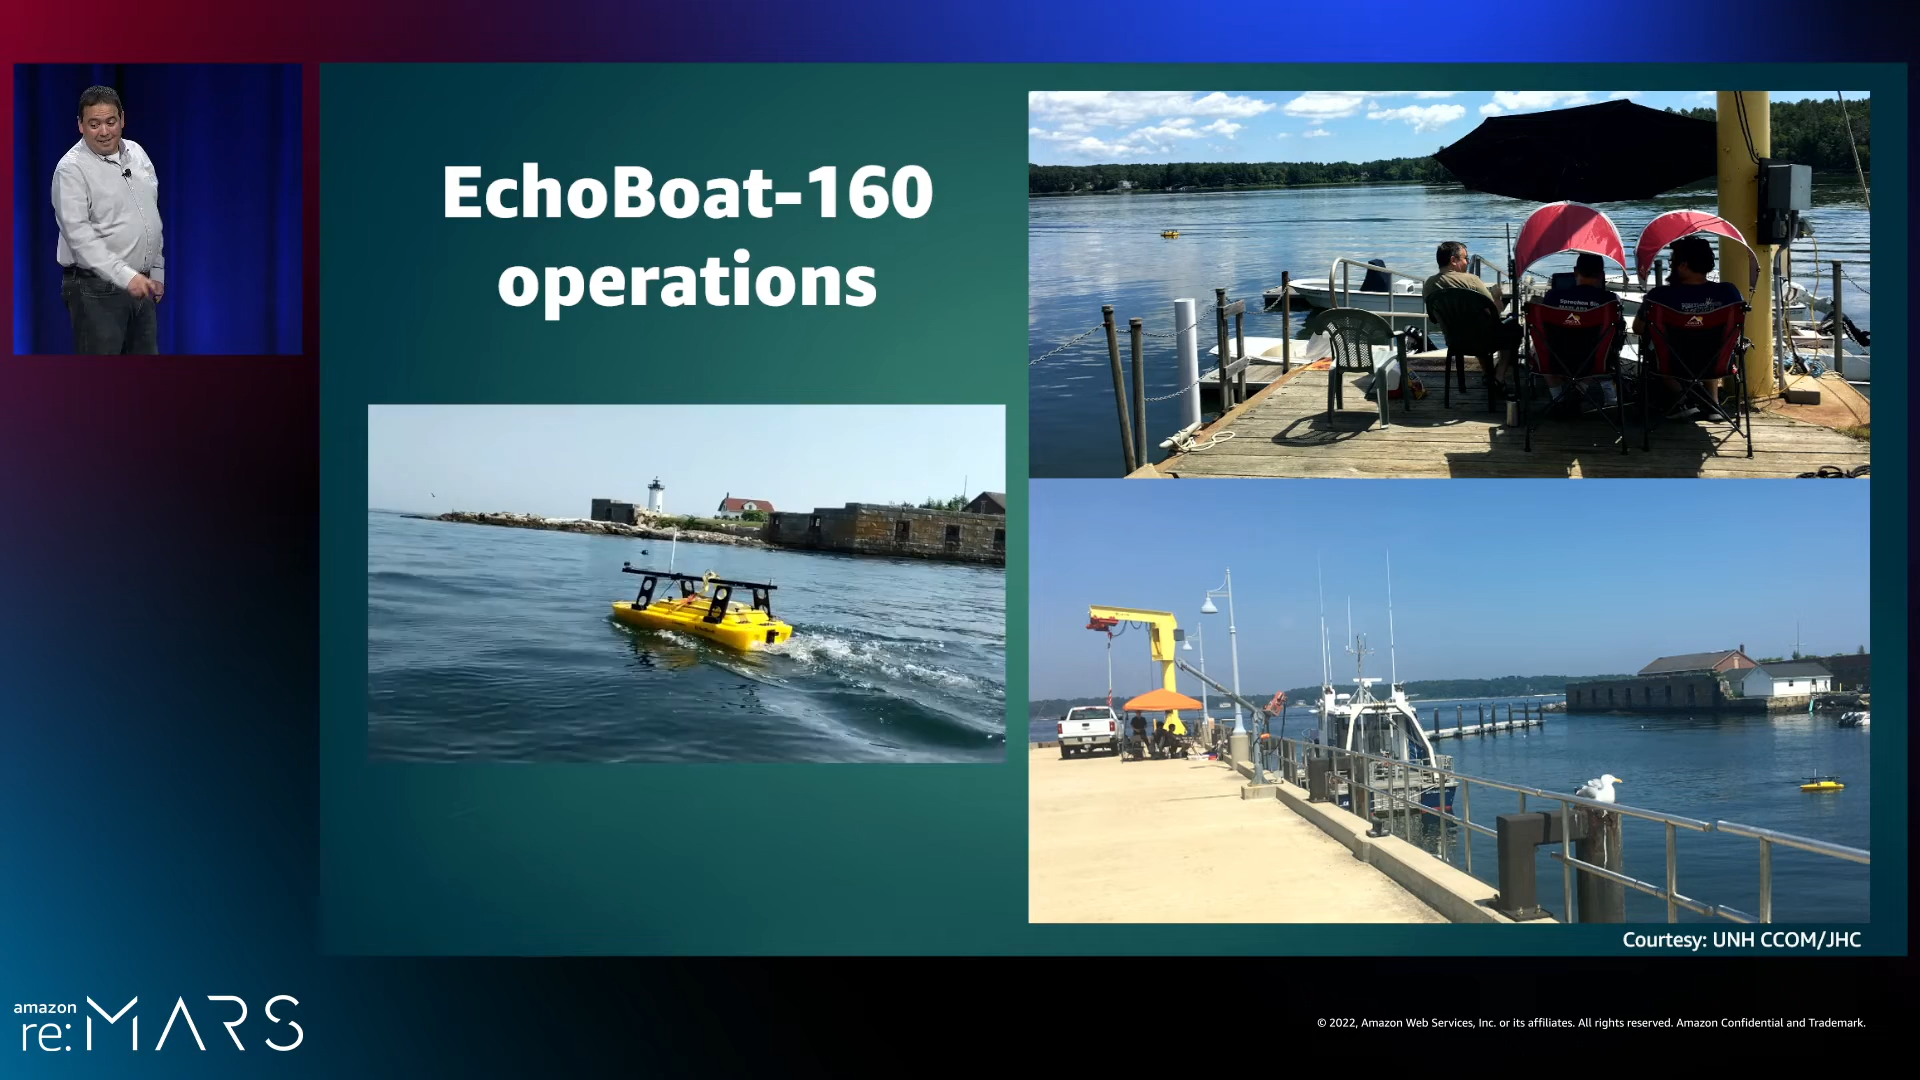 EchoBoat-160
operations
Courtesy: UNH CCOM/JHC
amazon
re:MARS
© 2022, Amazon Web Services, Inc. or its affiliates. All rights reserved. Amazon Confidential and Trademark.